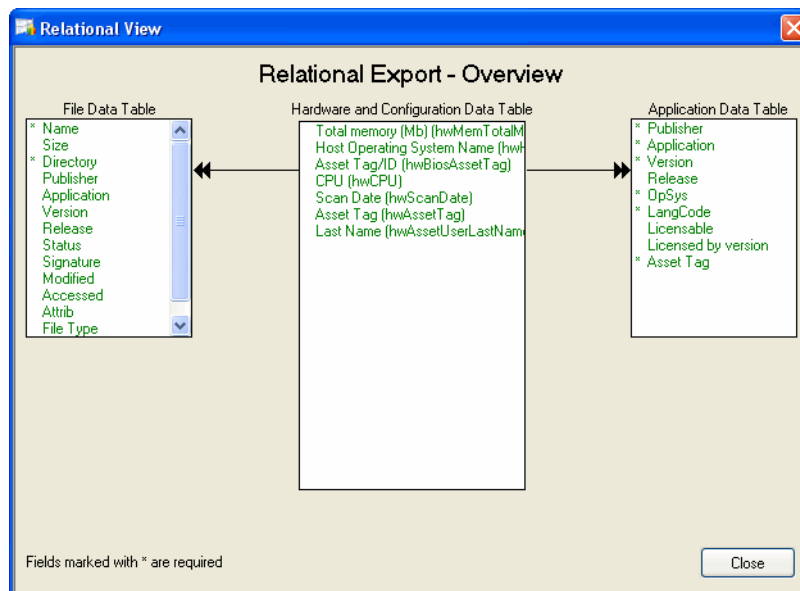 Relational View
Relational Export - Overview
File Data Table
* Name
Size
* Directory
Publisher
Application
Version
Release
Status
Signature
Modified
Accessed
Attrib
File Type
Hardware and Configuration Data Table
Total memory (Mb) (hwMemTotalM
Host Operating System Name (hwH
Asset Tag/ID (hwBiosAssetTag)
CPU (hwCPU)
Scan Date (hwScanDate)
Asset Tag (hwAssetTag)
Last Name (hwAssetUserLastName
Application Data Table
* Publisher
* Application
* Version
Release
* OpSys
* LangCode
Licensable
Licensed by version
* Asset Tag
Fields marked with * are required
Close